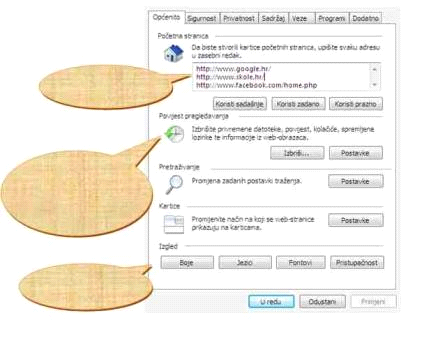 Općenito Sigurnost Privatnost Sadržaj Veze Programi Dodatno
Početna stranica
Da biste stvorili kartice početnih stranica, upišite svaku adresu
u zasebni redak.
http://www.google.hr/
http://www.skole.hr/
http://www.facebook.com/home.php
Koristi sadašnje Koristi zadano Koristi prazno
Povijest pregledavanja
Izbrišite privremene datoteke, povijest, kolačiće, spremljene
lozinke te informacije iz web-obrazaca.
Izbriši... Postavke
Pretraživanje
Promjena zadanih postavki traženja. Postavke
Kartice
Promijenite način na koji se web-stranice
prikazuju na karticama. Postavke
Izgled
Boje Jezici Fontovi Pristupačnost
U redu Odustani Primijeni